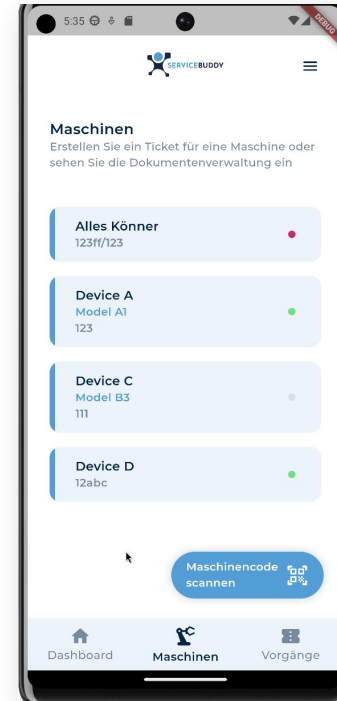 5:35
DEBUG
SERVICEBUDDY
Maschinen
Erstellen Sie ein Ticket für eine Maschine oder
sehen Sie die Dokumentenverwaltung ein
Alles Könner
123ff/123
Device A
Model A1
123
Device C
Model B3
111
Device D
12abc
Maschinencode
scannen
Dashboard
Maschinen
Vorgänge